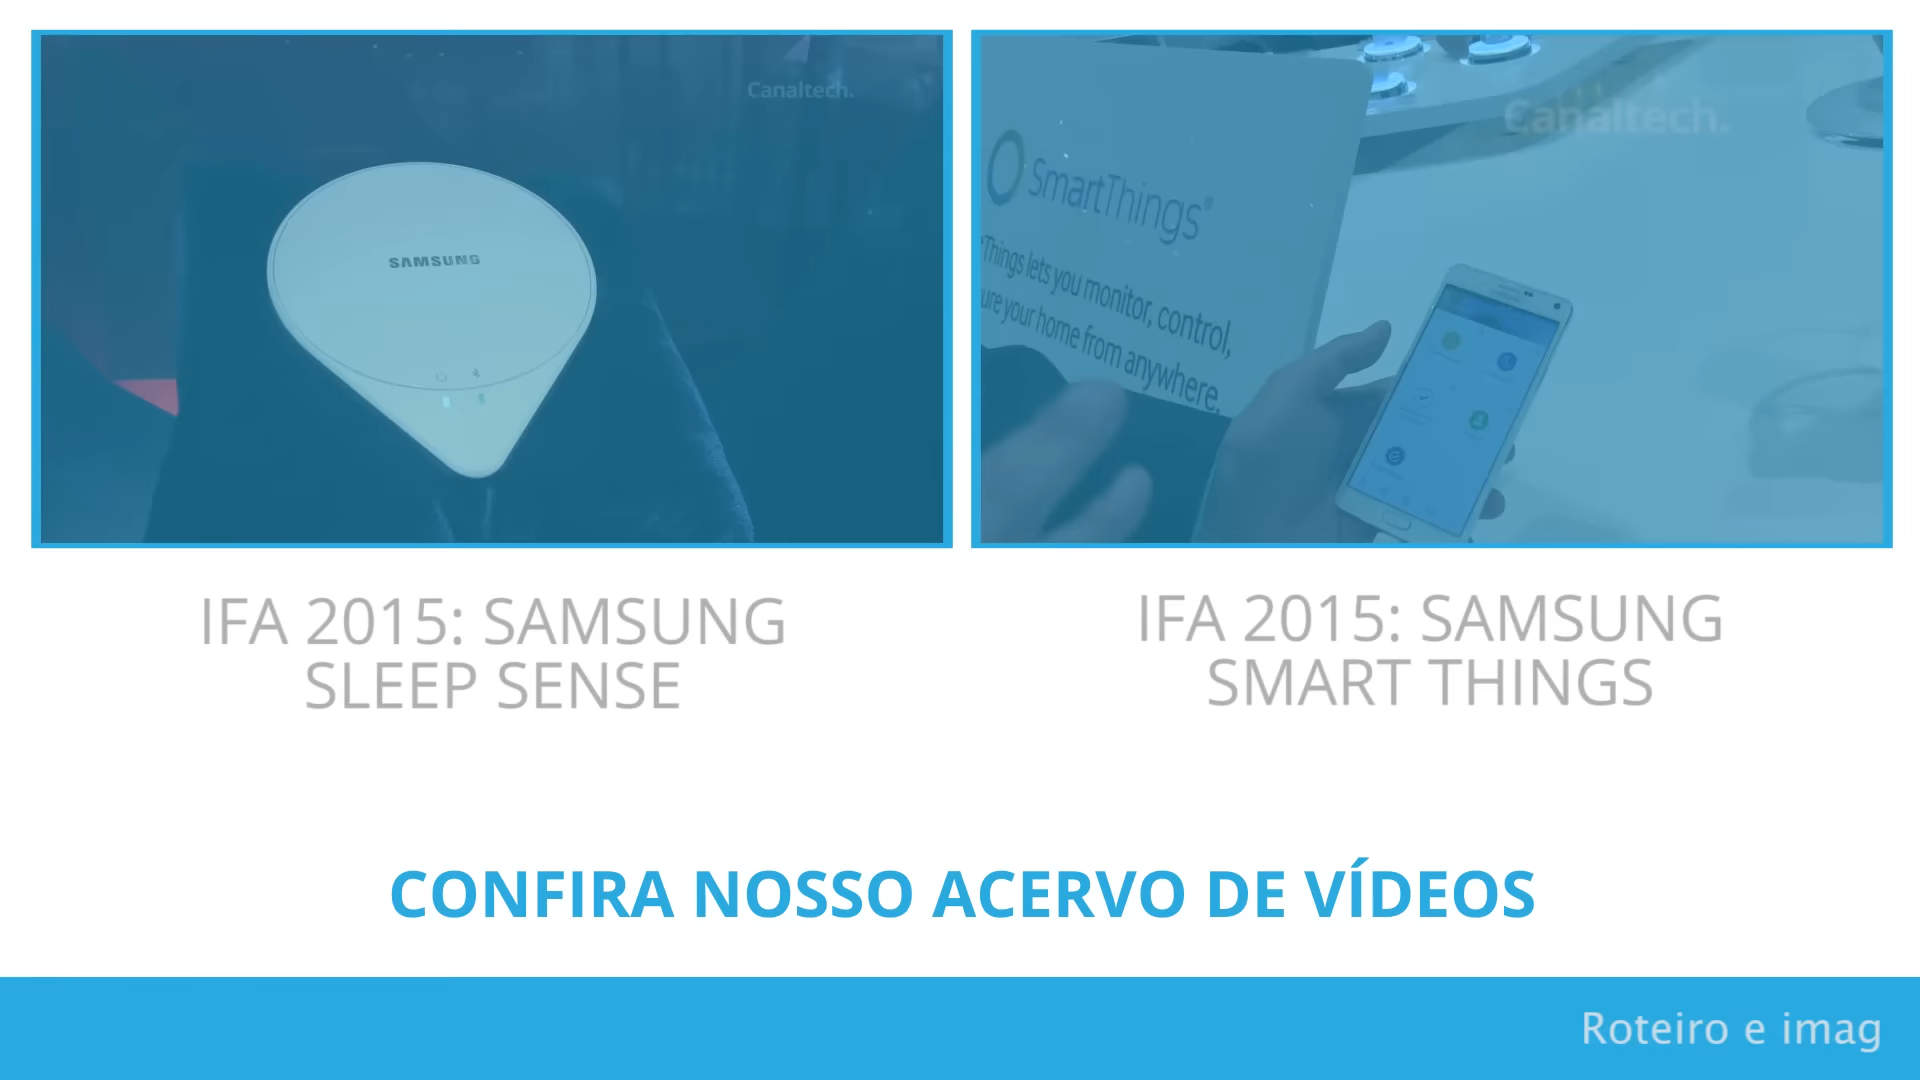 Canaltech.
SAMSUNG
Canaltech.
SmartThings®
Things lets you monitor, control,
ure your home from anywhere.
IFA 2015: SAMSUNG
SLEEP SENSE
IFA 2015: SAMSUNG
SMART THINGS
CONFIRA NOSSO ACERVO DE VÍDEOS
Roteiro e imag